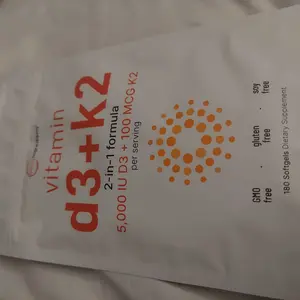 vitamin
d3+k2
2-in-1 formula
5,000 IU D3 + 100 MCG K2
per serving
GMO
free
·
gluten
free
·
soy
free
180 Softgels Dietary Supplement